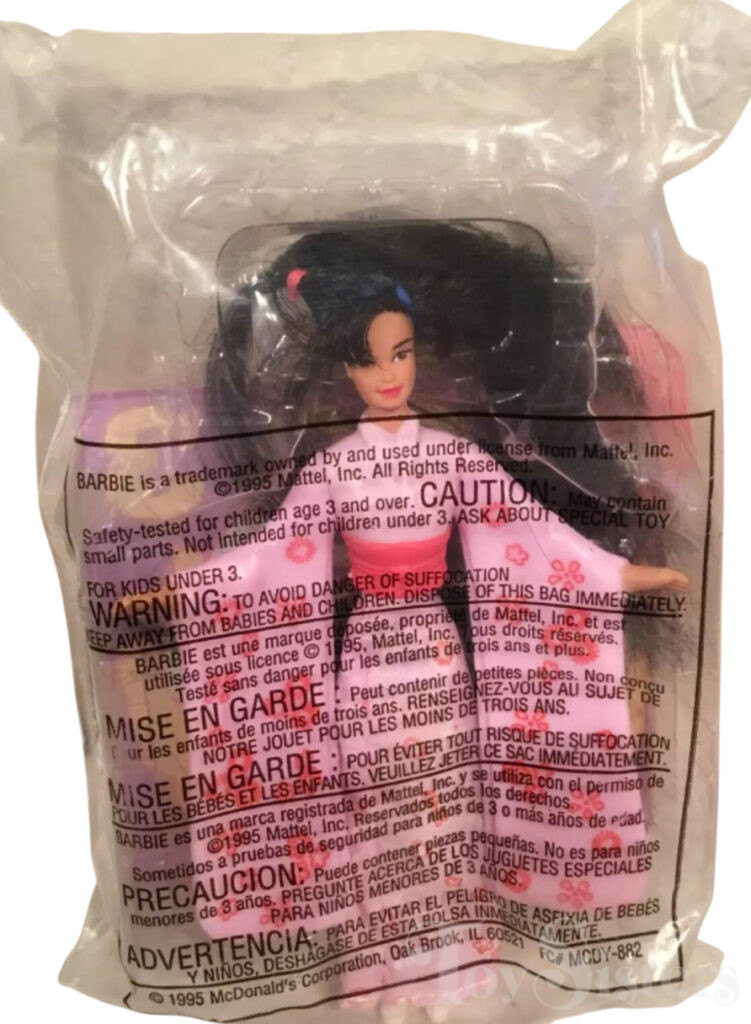 BARBIE is a trademark owned by and used under license from Mattel, Inc.
©1995 Mattel, Inc. All Rights Reserved.
Safety-tested for children age 3 and over. CAUTION: May contain
small parts. Not intended for children under 3. ASK ABOUT SPECIAL TOY
FOR KIDS UNDER 3.
WARNING: TO AVOID DANGER OF SUFFOCATION
KEEP AWAY FROM BABIES AND CHILDREN. DISPOSE OF THIS BAG IMMEDIATELY.
BARBIE est une marque déposée, propriété de Mattel, Inc. et est
utilisée sous licence © 1995, Mattel, Inc. Tous droits réservés.
Testé sans danger pour les enfants de trois ans et plus.
MISE EN GARDE : Peut contenir de petites pièces. Non conçu
pour les enfants de moins de trois ans. RENSEIGNEZ-VOUS AU SUJET DE
NOTRE JOUET POUR LES MOINS DE TROIS ANS.
MISE EN GARDE : POUR ÉVITER TOUT RISQUE DE SUFFOCATION
POUR LES BÉBÉS ET LES ENFANTS, VEUILLEZ JETER CE SAC IMMÉDIATEMENT.
BARBIE es una marca registrada de Mattel, Inc. y se utiliza con el permiso de
©1995 Mattel, Inc. Reservados todos los derechos.
Sometidos a pruebas de seguridad para niños de 3 o más años de edad.
PRECAUCION: Puede contener piezas pequeñas. No es para niños
menores de 3 años. PREGUNTE ACERCA DE LOS JUGUETES ESPECIALES
PARA NIÑOS MENORES DE 3 AÑOS.
ADVERTENCIA: PARA EVITAR EL PELIGRO DE ASFIXIA DE BEBÉS
Y NIÑOS, DESHÁGASE DE ESTA BOLSA INMEDIATAMENTE.
© 1995 McDonald's Corporation, Oak Brook, IL 60521 FC# MCDY-882
ToySisters